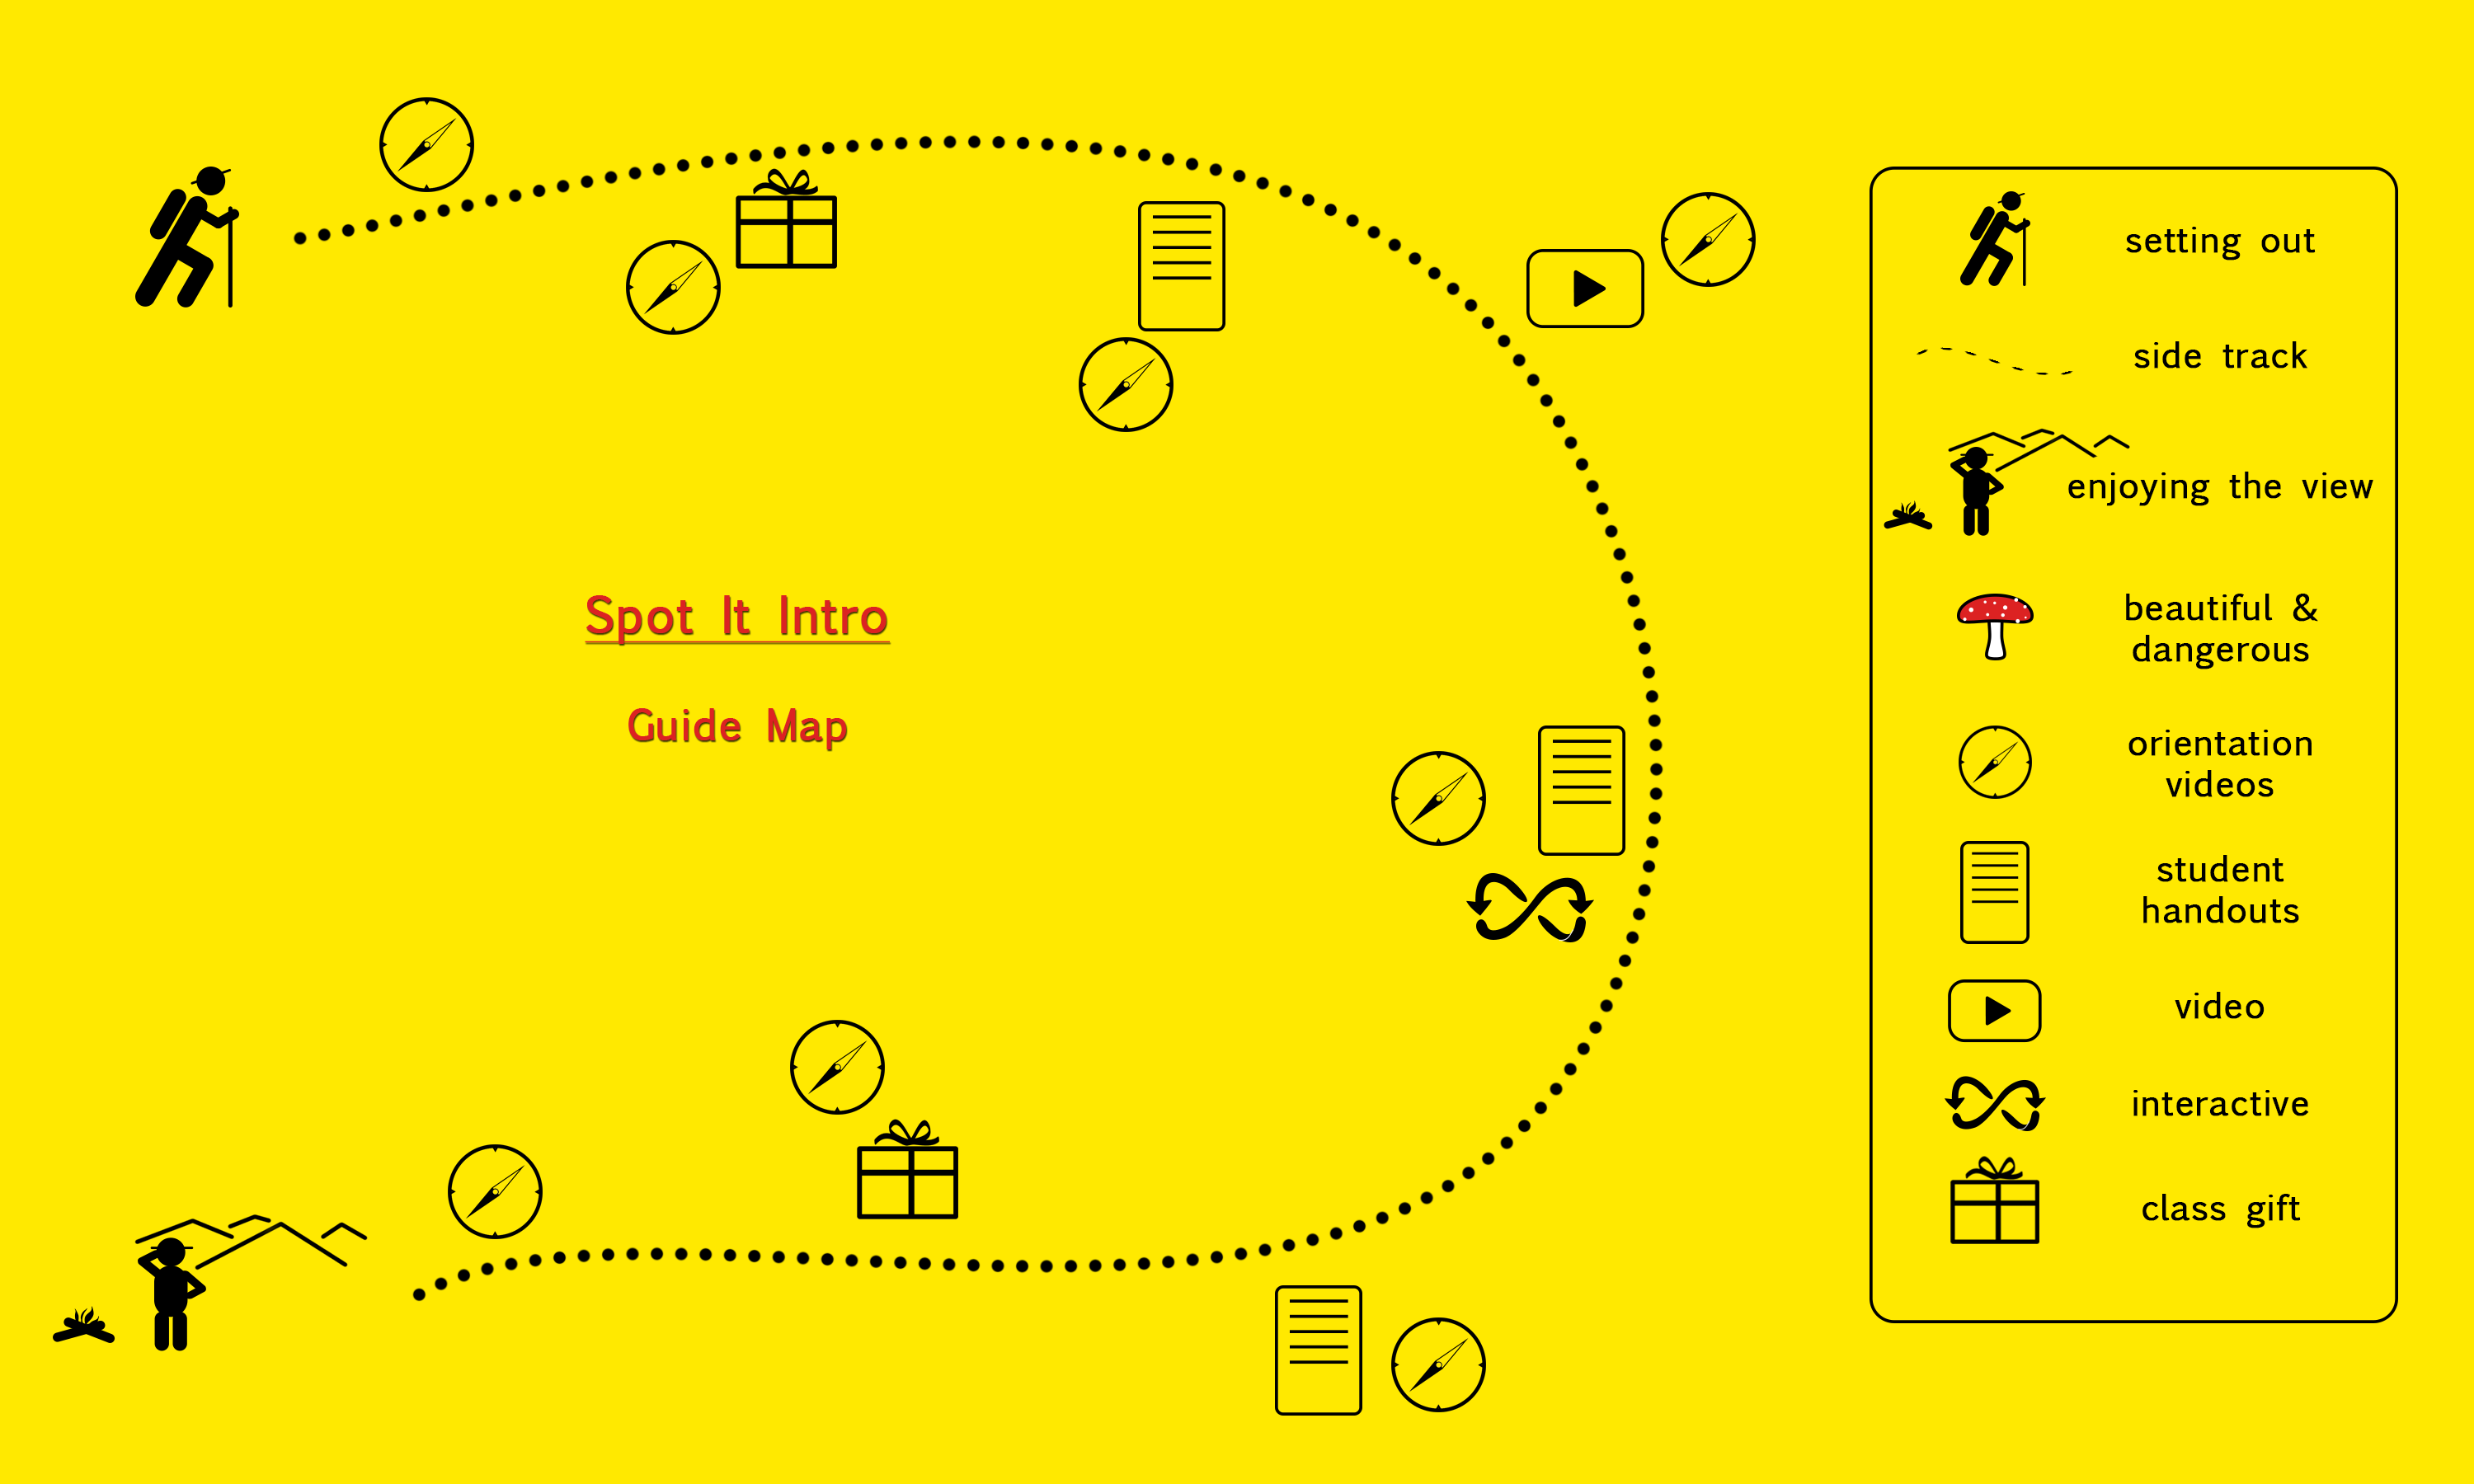 Spot It Intro
Guide Map
setting out
side track
enjoying the view
beautiful &
dangerous
orientation
videos
student
handouts
video
interactive
class gift